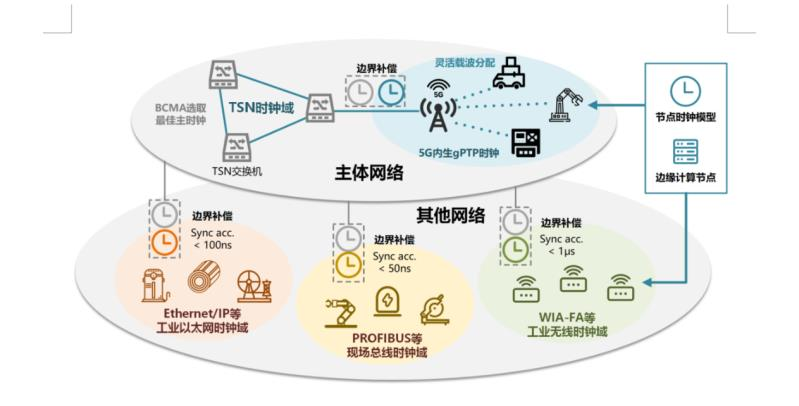 边界补偿
灵活载波分配
5G
BCMA选取
最佳主时钟
TSN时钟域
5G内生gPTP时钟
TSN交换机
主体网络
节点时钟模型
边缘计算节点
其他网络
边界补偿
Sync acc.
< 100ns
边界补偿
Sync acc.
< 50ns
边界补偿
Sync acc.
< 1μs
Ethernet/IP等
工业以太网时钟域
PROFIBUS等
现场总线时钟域
WIA-FA等
工业无线时钟域